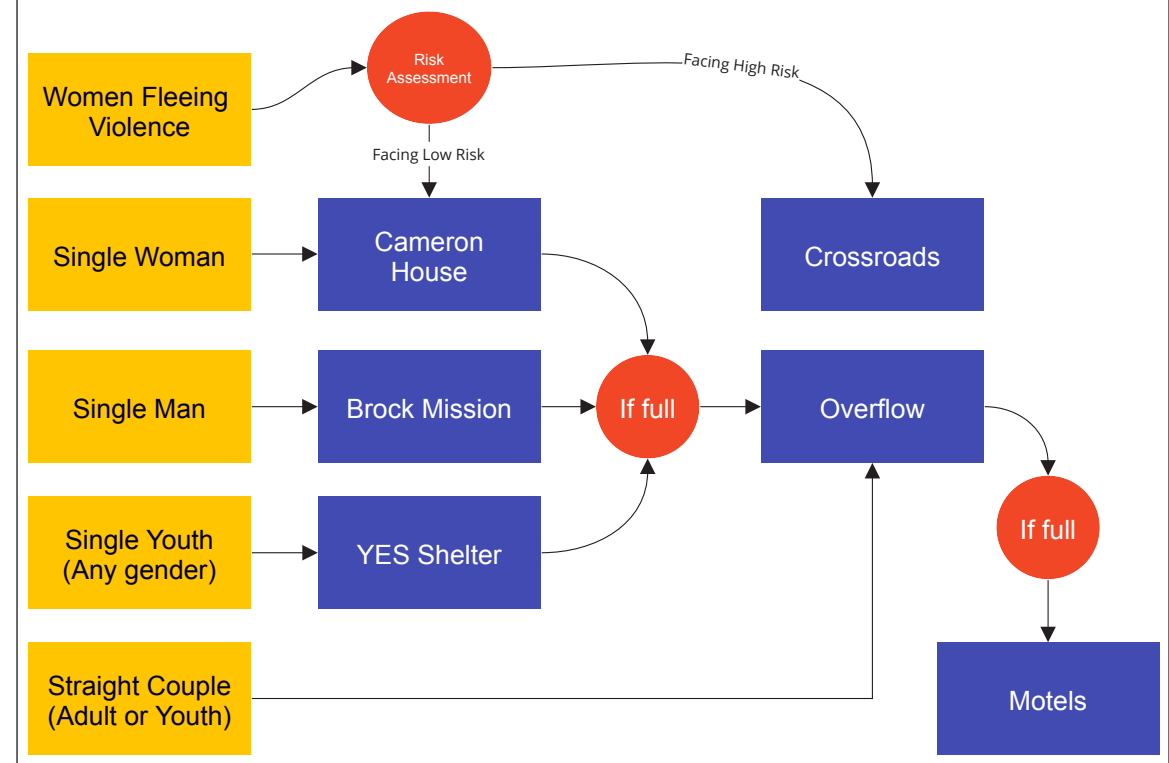 Risk
Assessment
Facing High Risk
Women Fleeing
Violence
Facing Low Risk
Single Woman
Cameron
House
Crossroads
Single Man
Brock Mission
If full
Overflow
Single Youth
(Any gender)
YES Shelter
If full
Straight Couple
(Adult or Youth)
Motels